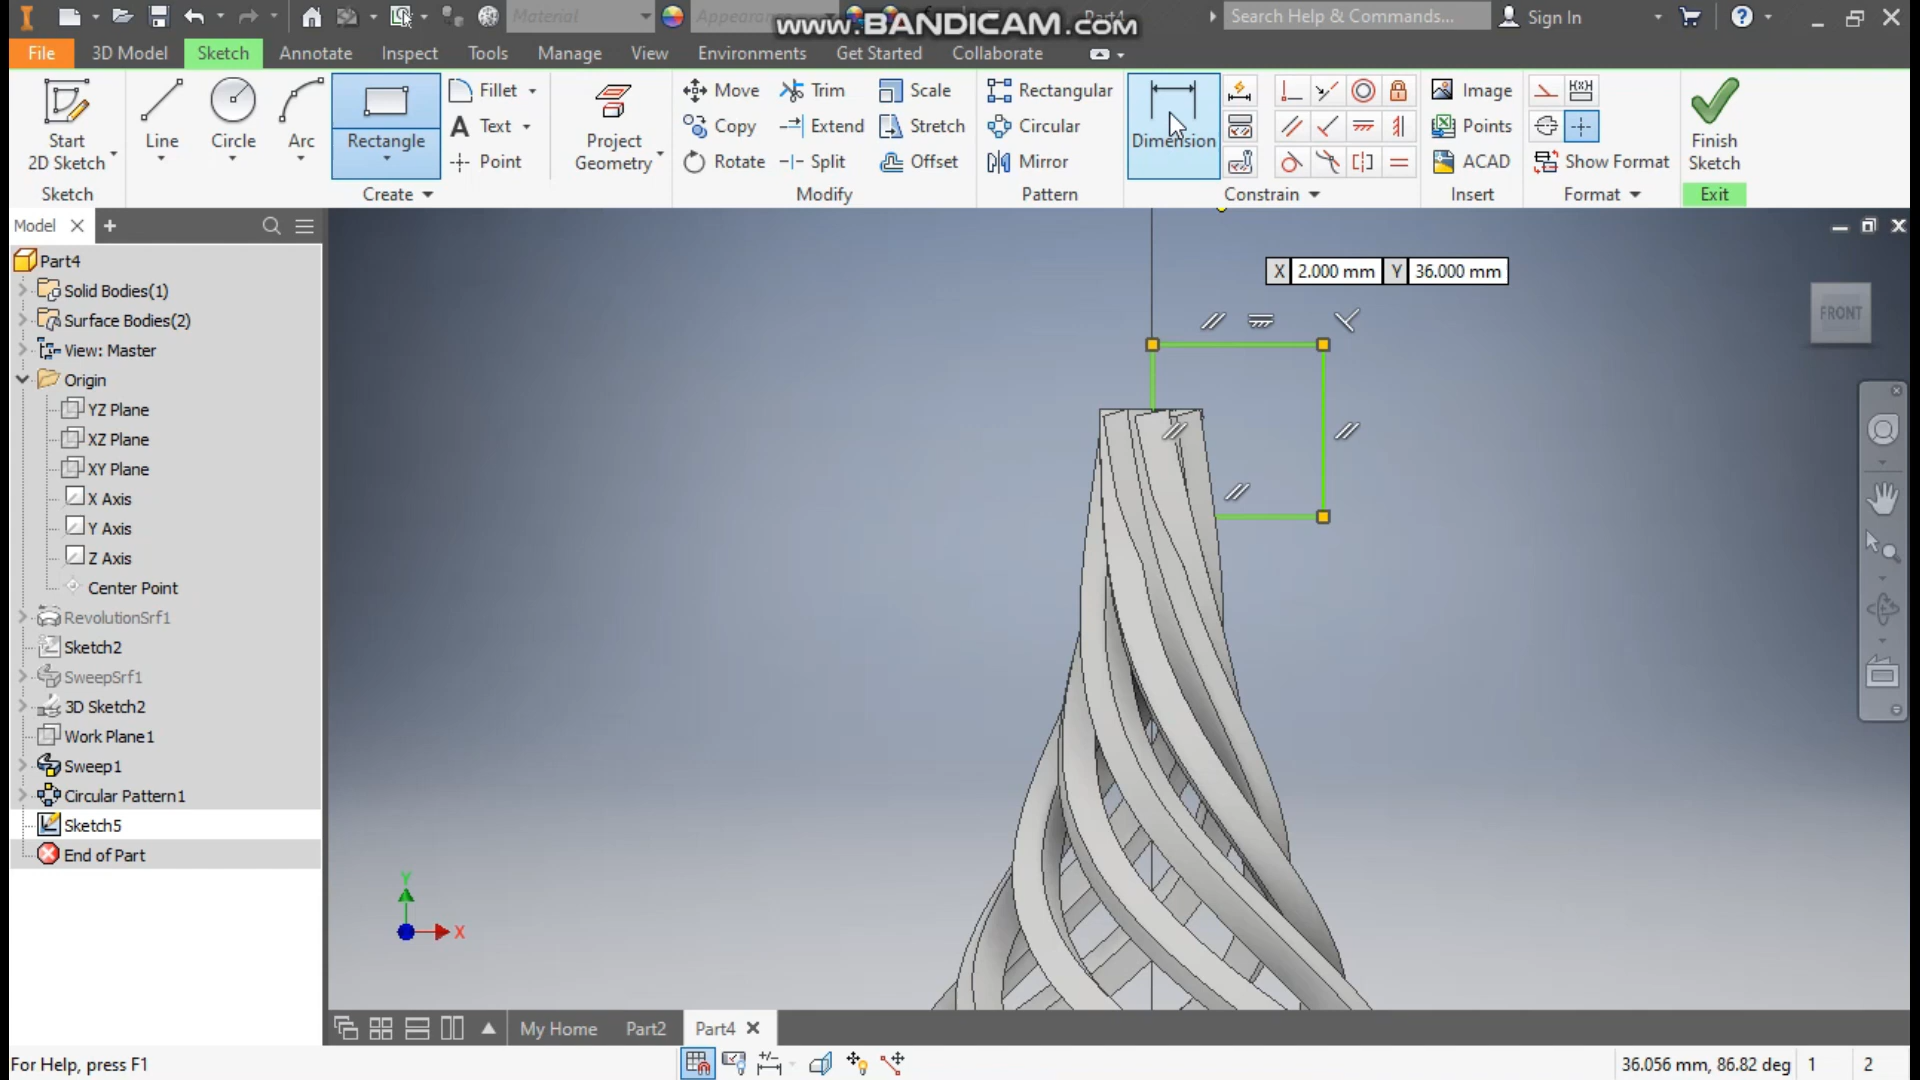 Material
Appearance
www.BANDICAM.com
Part4
Search Help & Commands...
Sign In
File
3D Model
Sketch
Annotate
Inspect
Tools
Manage
View
Environments
Get Started
Collaborate
Start
2D Sketch
Line
Circle
Arc
Rectangle
Fillet
Text
Point
Project
Geometry
Move
Copy
Rotate
Trim
Extend
Split
Scale
Stretch
Offset
Rectangular
Circular
Mirror
Dimension
Image
Points
ACAD
Show Format
Finish
Sketch
Sketch
Create
Modify
Pattern
Constrain
Insert
Format
Exit
Model
Part4
Solid Bodies(1)
Surface Bodies(2)
View: Master
Origin
YZ Plane
XZ Plane
XY Plane
X Axis
Y Axis
Z Axis
Center Point
RevolutionSrf1
Sketch2
SweepSrf1
3D Sketch2
Work Plane1
Sweep1
Circular Pattern1
Sketch5
End of Part
X 2.000 mm Y 36.000 mm
FRONT
Y
X
My Home
Part2
Part4
For Help, press F1
36.056 mm, 86.82 deg
1
2